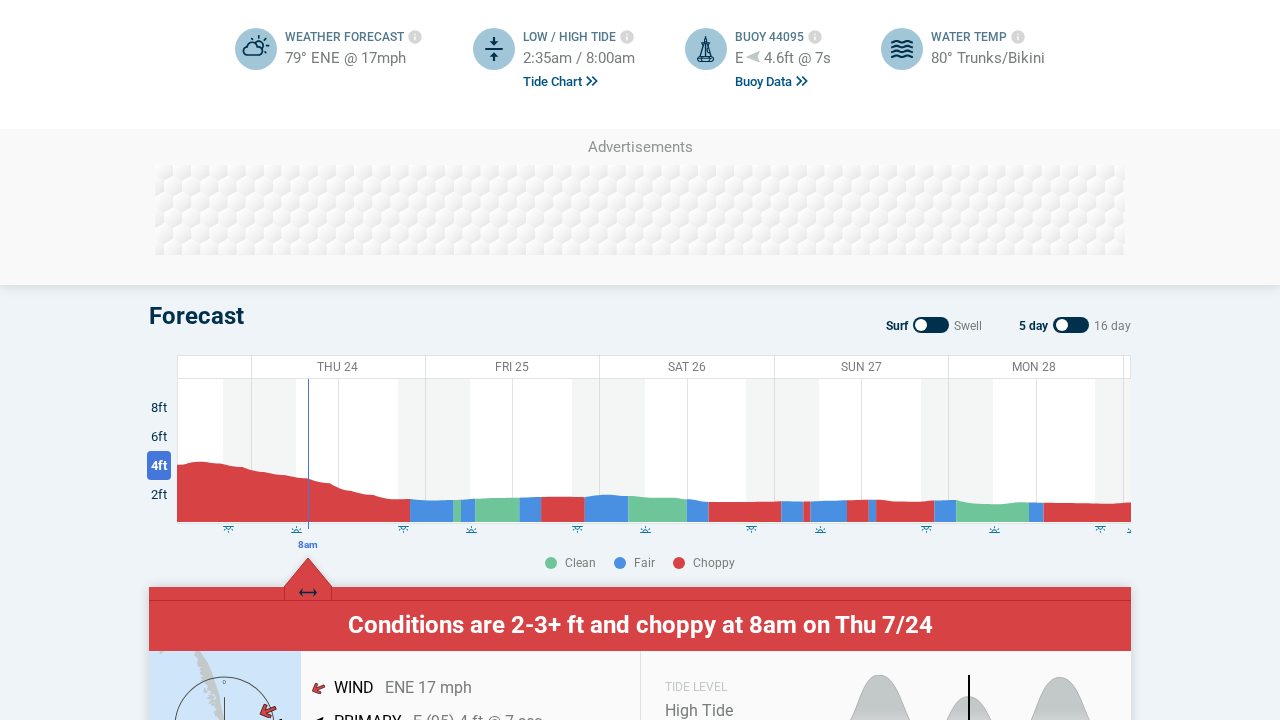 WEATHER FORECAST
79° ENE @ 17mph
LOW / HIGH TIDE
2:35am / 8:00am
Tide Chart
BUOY 44095
E 4.6ft @ 7s
Buoy Data
WATER TEMP
80° Trunks/Bikini
Advertisements
Forecast
Surf Swell
5 day 16 day
THU 24 FRI 25 SAT 26 SUN 27 MON 28
8ft
6ft
4ft
2ft
8am
Clean Fair Choppy
Conditions are 2-3+ ft and choppy at 8am on Thu 7/24
WIND ENE 17 mph
PRIMARY E (95) 4 ft @ 7 sec
TIDE LEVEL
High Tide